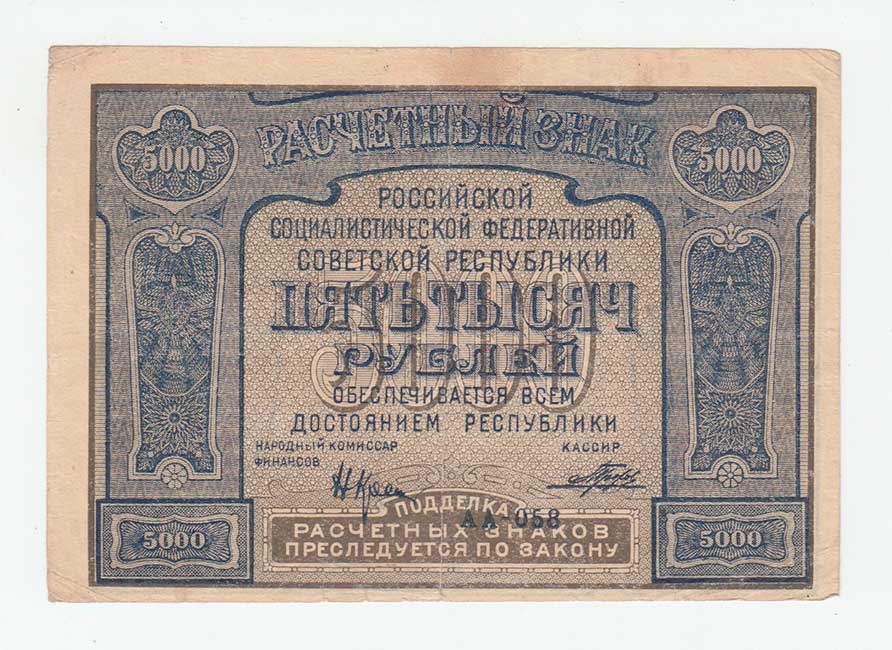 РАСЧЕТНЫЙ ЗНАК
5000
5000
РОССИЙСКОЙ
СОЦИАЛИСТИЧЕСКОЙ ФЕДЕРАТИВНОЙ
СОВЕТСКОЙ РЕСПУБЛИКИ
5000
ПЯТЬ ТЫСЯЧ
РУБЛЕЙ
ОБЕСПЕЧИВАЕТСЯ ВСЕМ
ДОСТОЯНИЕМ РЕСПУБЛИКИ
НАРОДНЫЙ КОМИССАР
ФИНАНСОВ
КАССИР
ПОДДЕЛКА
АА-058
РАСЧЕТНЫХ ЗНАКОВ
ПРЕСЛЕДУЕТСЯ ПО ЗАКОНУ
5000
5000